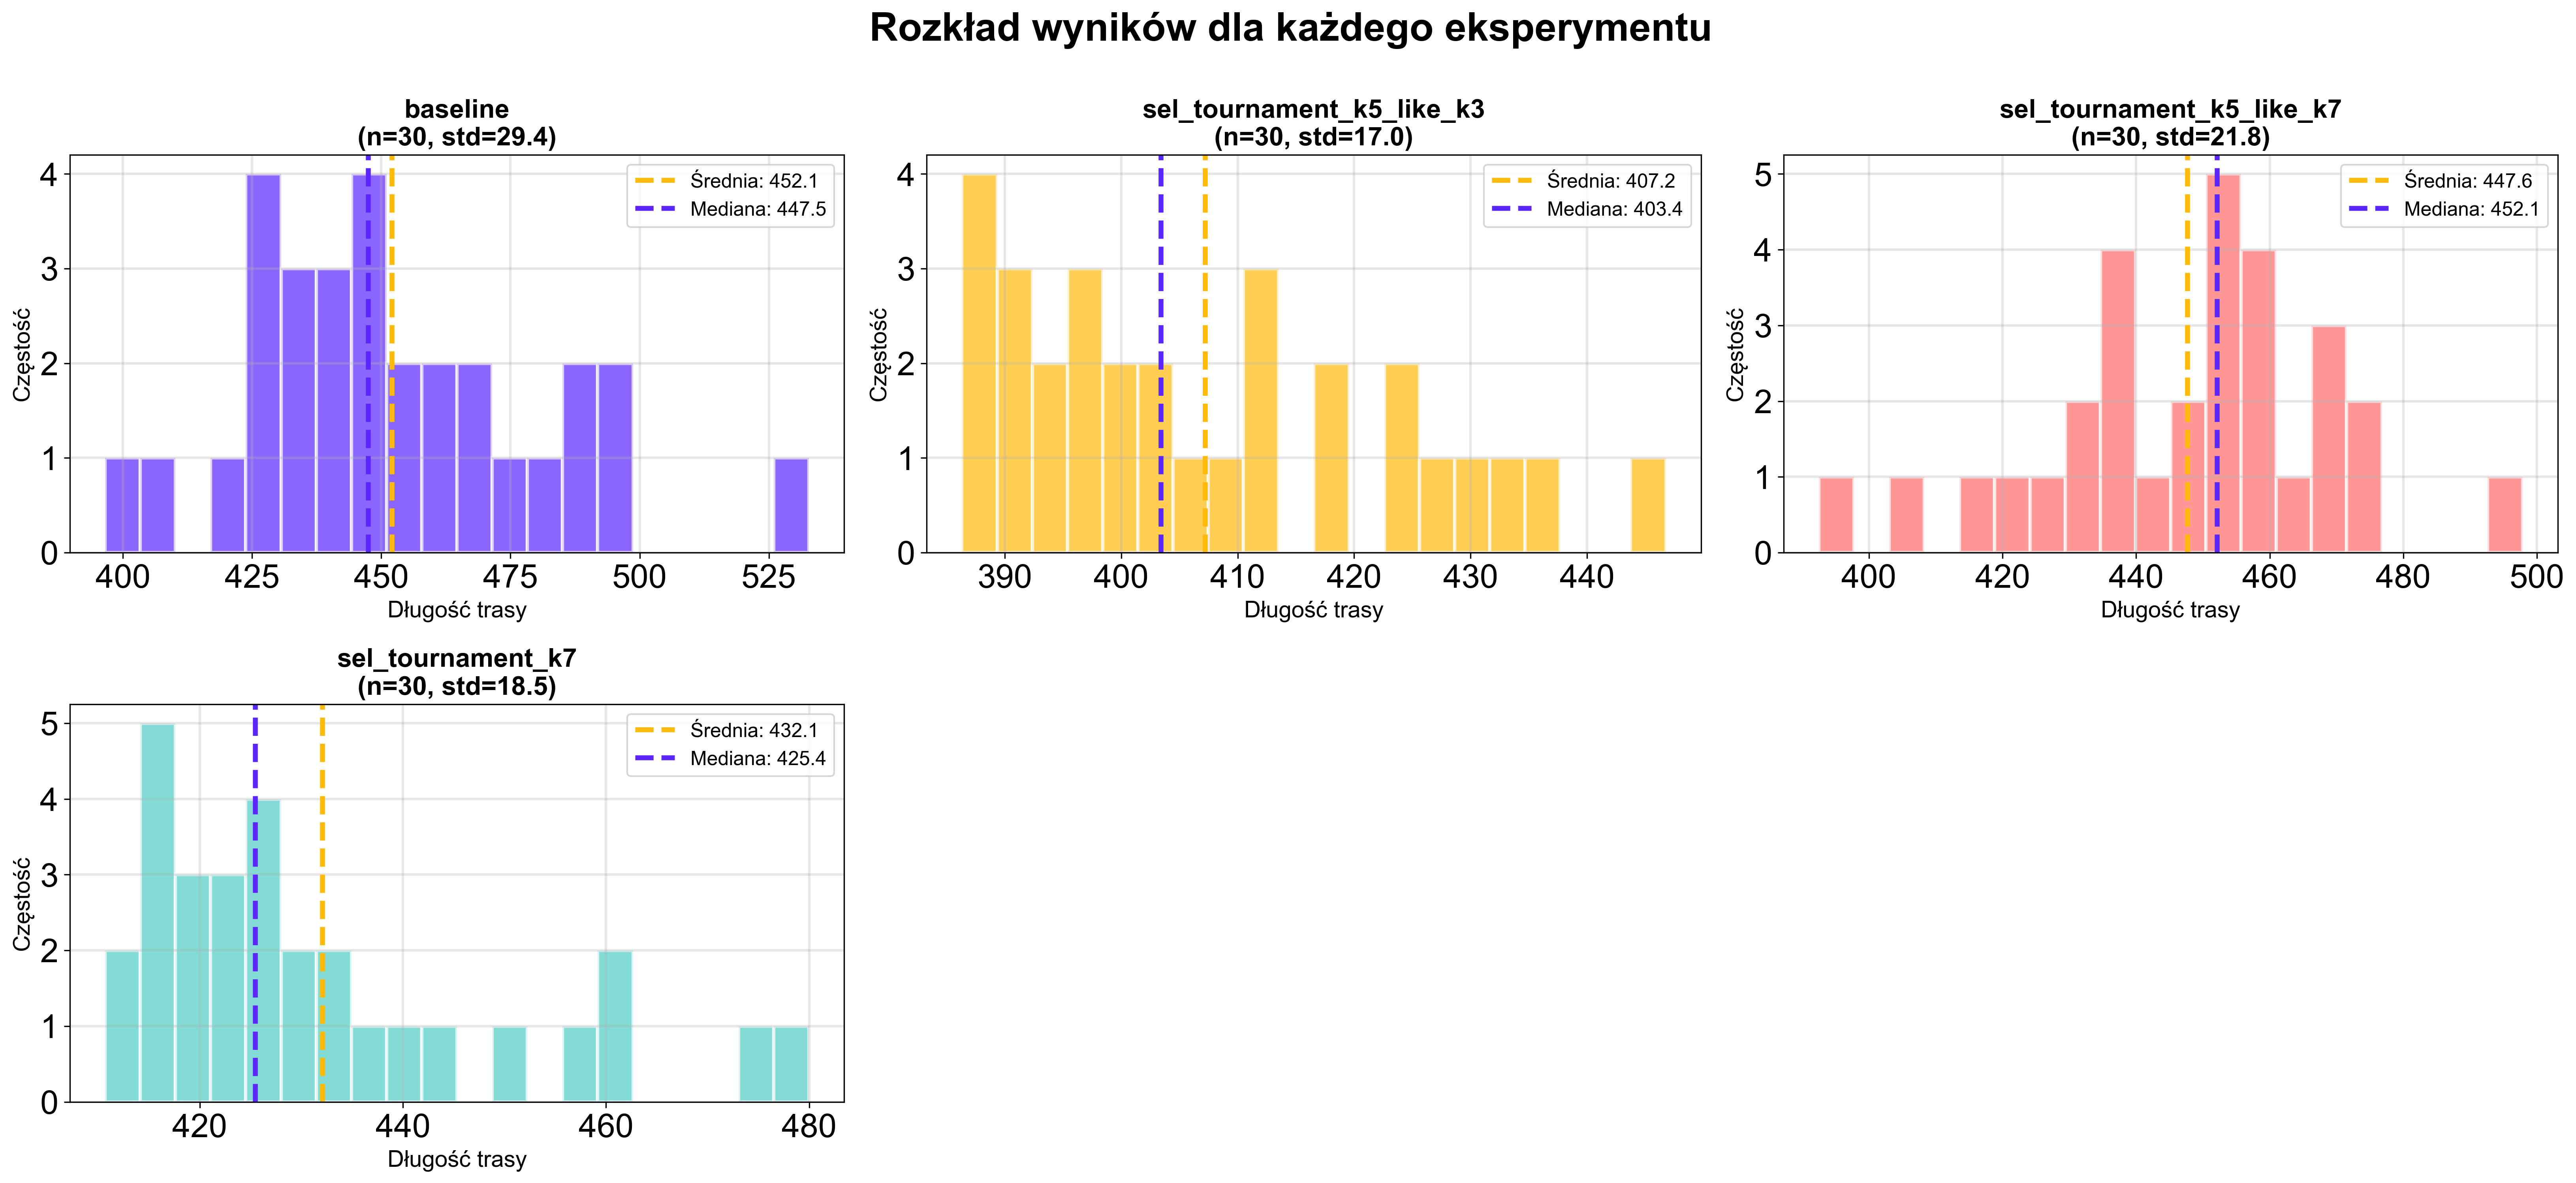 Rozkład wyników dla każdego eksperymentu
baseline
(n=30, std=29.4)
Częstość
4
3
2
1
0
Średnia: 452.1
Mediana: 447.5
400 425 450 475 500 525
Długość trasy
sel_tournament_k5_like_k3
(n=30, std=17.0)
Częstość
4
3
2
1
0
Średnia: 407.2
Mediana: 403.4
390 400 410 420 430 440
Długość trasy
sel_tournament_k5_like_k7
(n=30, std=21.8)
Częstość
5
4
3
2
1
0
Średnia: 447.6
Mediana: 452.1
400 420 440 460 480 500
Długość trasy
sel_tournament_k7
(n=30, std=18.5)
Częstość
5
4
3
2
1
0
Średnia: 432.1
Mediana: 425.4
420 440 460 480
Długość trasy